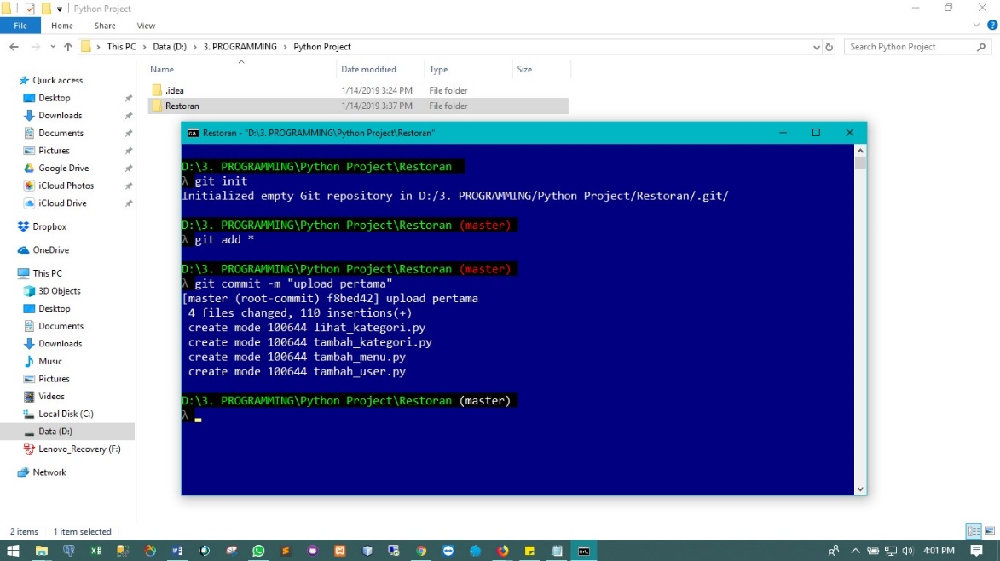 Python Project
File Home Share View
This PC > Data (D:) > 3. PROGRAMMING > Python Project
Search Python Project
Name Date modified Type Size
.idea 1/14/2019 3:24 PM File folder
Restoran 1/14/2019 3:37 PM File folder
Quick access
Desktop
Downloads
Documents
Pictures
Google Drive
iCloud Photos
iCloud Drive
Dropbox
OneDrive
This PC
3D Objects
Desktop
Documents
Downloads
Music
Pictures
Videos
Local Disk (C:)
Data (D:)
Lenovo_Recovery (F:)
Network
Restoran - "D:\3. PROGRAMMING\Python Project\Restoran"
D:\3. PROGRAMMING\Python Project\Restoran
λ git init
Initialized empty Git repository in D:/3. PROGRAMMING/Python Project/Restoran/.git/
D:\3. PROGRAMMING\Python Project\Restoran (master)
λ git add *
D:\3. PROGRAMMING\Python Project\Restoran (master)
λ git commit -m "upload pertama"
[master (root-commit) f8bed42] upload pertama
4 files changed, 110 insertions(+)
create mode 100644 lihat_kategori.py
create mode 100644 tambah_kategori.py
create mode 100644 tambah_menu.py
create mode 100644 tambah_user.py
D:\3. PROGRAMMING\Python Project\Restoran (master)
λ
2 items 1 item selected
4:01 PM